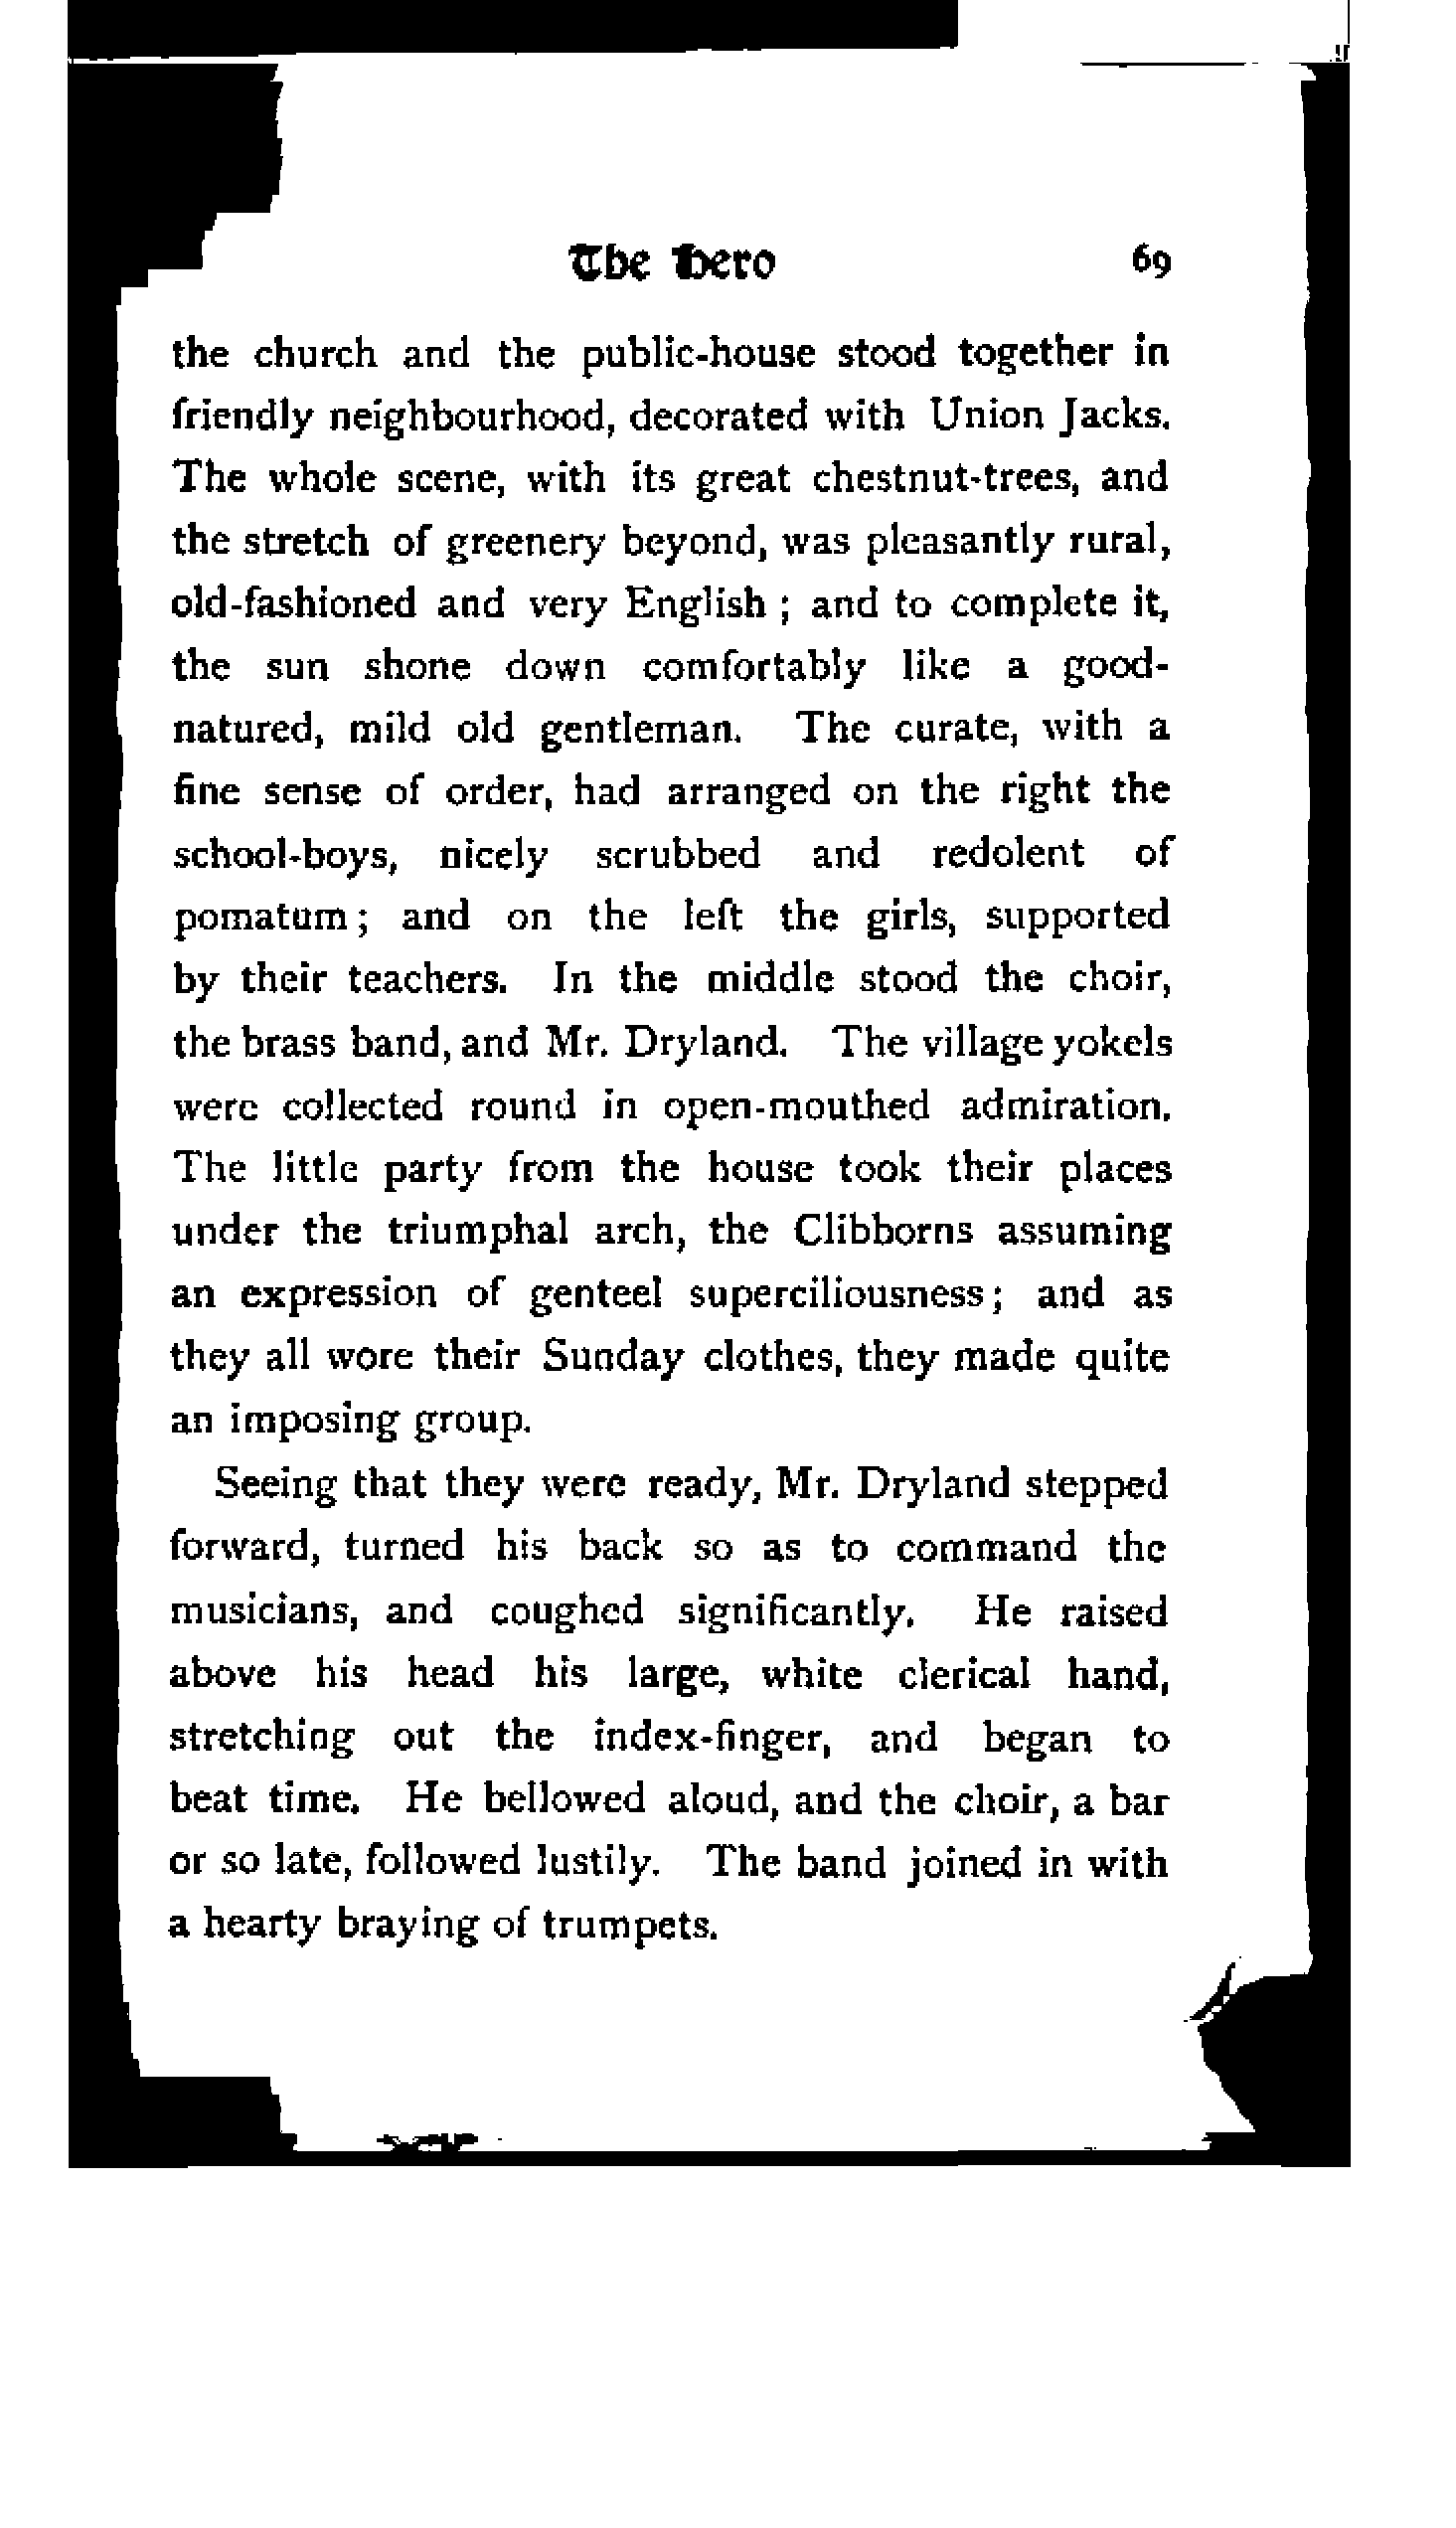 The Hero 69
the church and the public-house stood together in
friendly neighbourhood, decorated with Union Jacks.
The whole scene, with its great chestnut-trees, and
the stretch of greenery beyond, was pleasantly rural,
old-fashioned and very English ; and to complete it,
the sun shone down comfortably like a good-
natured, mild old gentleman. The curate, with a
fine sense of order, had arranged on the right the
school-boys, nicely scrubbed and redolent of
pomatum ; and on the left the girls, supported
by their teachers. In the middle stood the choir,
the brass band, and Mr. Dryland. The village yokels
were collected round in open-mouthed admiration.
The little party from the house took their places
under the triumphal arch, the Clibborns assuming
an expression of genteel superciliousness ; and as
they all wore their Sunday clothes, they made quite
an imposing group.
Seeing that they were ready, Mr. Dryland stepped
forward, turned his back so as to command the
musicians, and coughed significantly. He raised
above his head his large, white clerical hand,
stretching out the index-finger, and began to
beat time. He bellowed aloud, and the choir, a bar
or so late, followed lustily. The band joined in with
a hearty braying of trumpets.